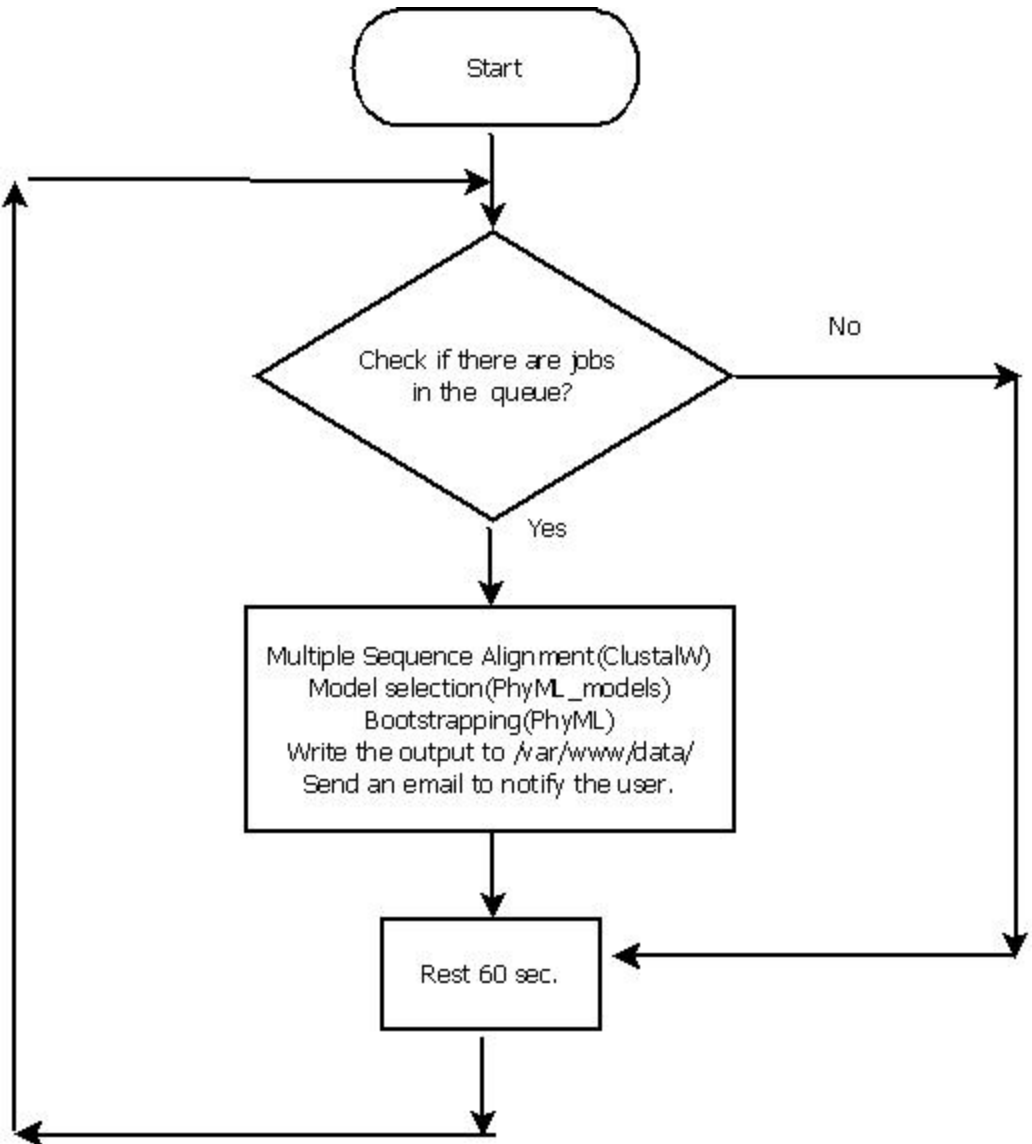 Start
No
Check if there are jobs
in the queue?
Yes
Multiple Sequence Alignment(ClustalW)
Model selection(PhyML_models)
Bootstrapping(PhyML)
Write the output to /var/www/data/
Send an email to notify the user.
Rest 60 sec.